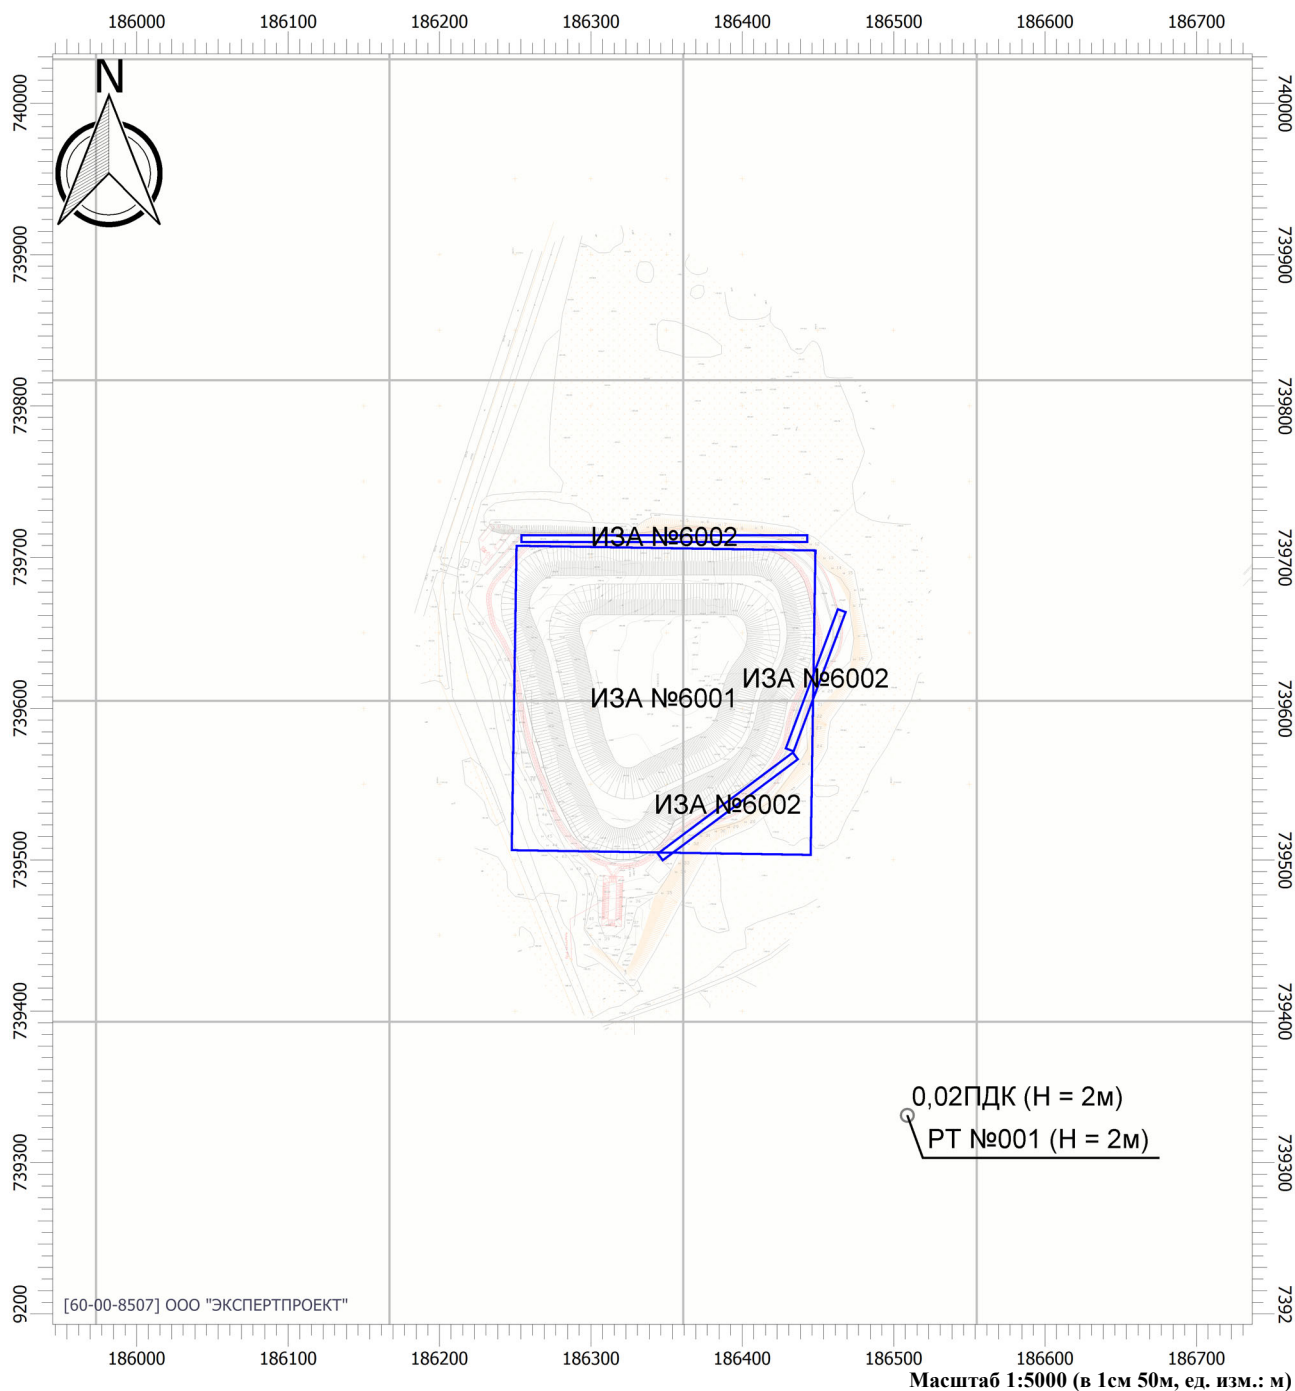 186000 186100 186200 186300 186400 186500 186600 186700
N
740000 740000
739900 739900
739800 739800
ИЗА №6002
739700 739700
ИЗА №6002
ИЗА №6001
739600 739600
ИЗА №6002
739500 739500
739400 739400
0,02ПДК (Н = 2м)
РТ №001 (Н = 2м)
739300 739300
9200 7392
[60-00-8507] ООО "ЭКСПЕРТПРОЕКТ"
186000 186100 186200 186300 186400 186500 186600 186700
Масштаб 1:5000 (в 1см 50м, ед. изм.: м)